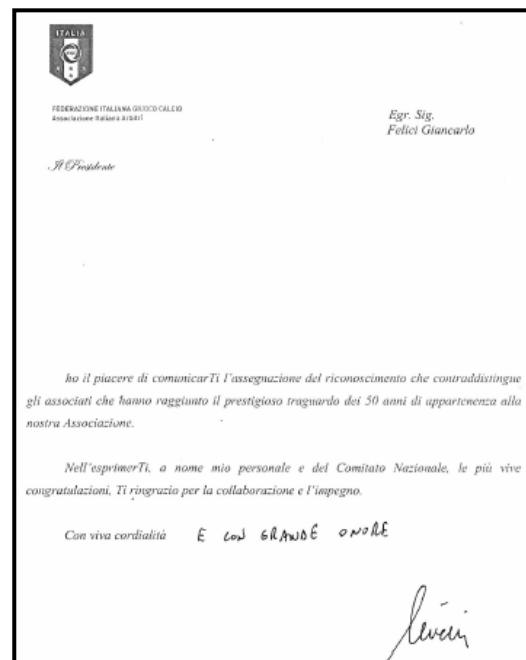 ITALIA
FIGC
FEDERAZIONE ITALIANA GIUOCO CALCIO
Associazione Italiana Arbitri
Egr. Sig.
Felici Giancarlo
Il Presidente
ho il piacere di comunicarTi l'assegnazione del riconoscimento che contraddistingue
gli associati che hanno raggiunto il prestigioso traguardo dei 50 anni di appartenenza alla
nostra Associazione.
Nell'esprimerTi, a nome mio personale e del Comitato Nazionale, le più vive
congratulazioni, Ti ringrazio per la collaborazione e l'impegno.
Con viva cordialità E CON GRANDE ONORE